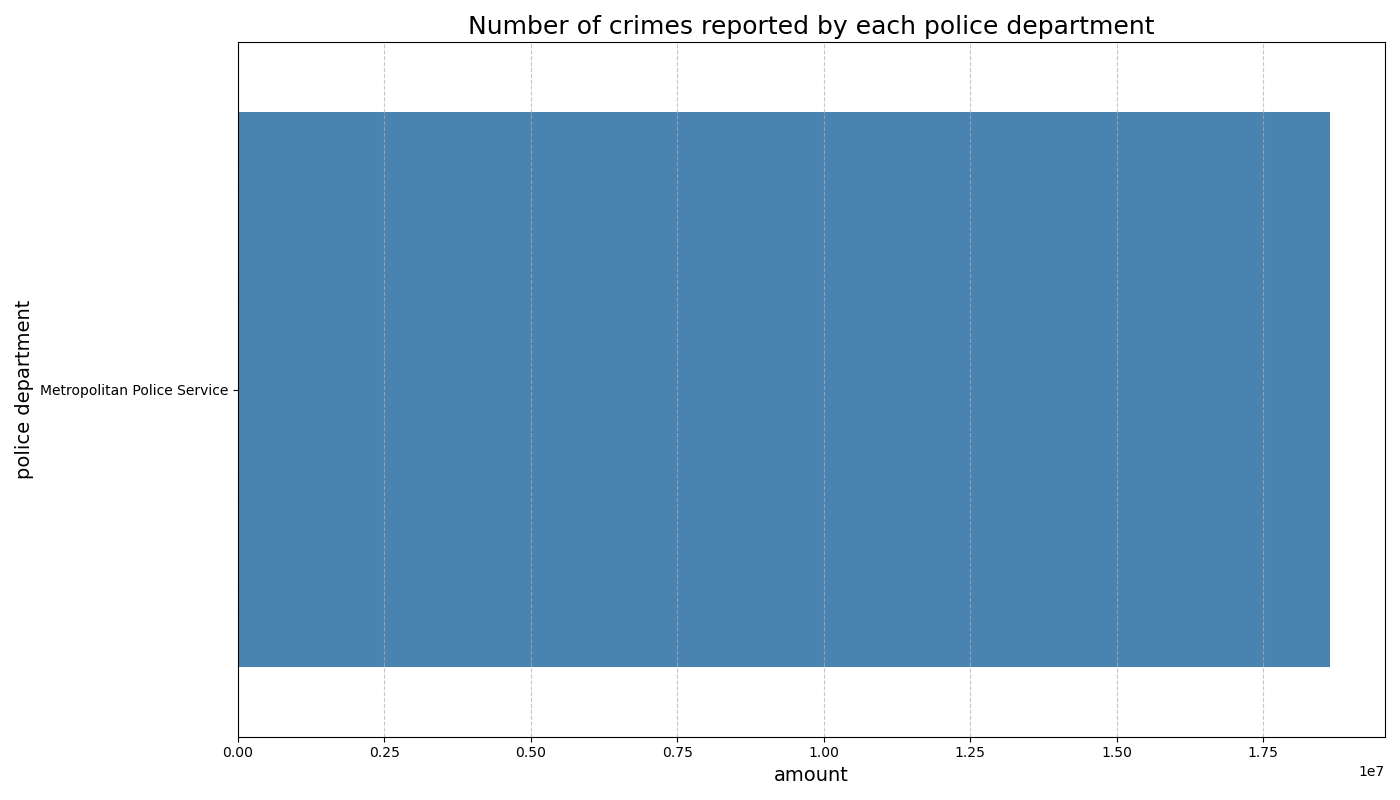 Number of crimes reported by each police department
police department
Metropolitan Police Service
0.00 0.25 0.50 0.75 1.00 1.25 1.50 1.75
1e7
amount